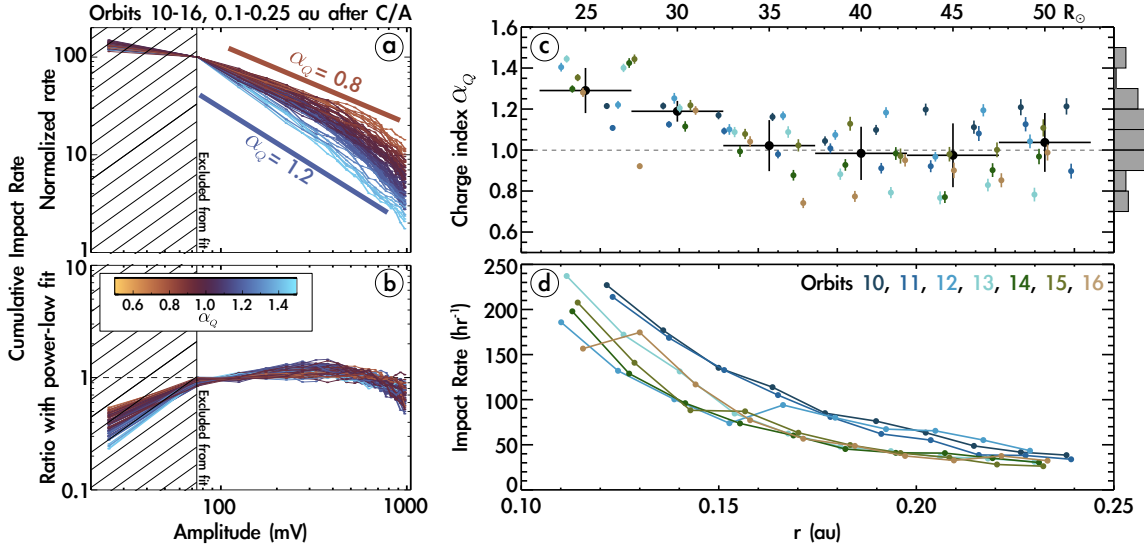 Orbits 10-16, 0.1-0.25 au after C/A
25 30 35 40 45 50 R☉
Cumulative Impact Rate
Normalized rate
100
10
1
a
α_Q = 0.8
α_Q = 1.2
Excluded from fit
Ratio with power-law fit
10
1
0.1
b
0.6 0.8 1.0 1.2 1.4
α_Q
Excluded from fit
100 1000
Amplitude (mV)
Charge index α_Q
1.6
1.4
1.2
1.0
0.8
0.6
c
Impact Rate (hr⁻¹)
250
200
150
100
50
0
d
Orbits 10, 11, 12, 13, 14, 15, 16
0.10 0.15 0.20 0.25
r (au)